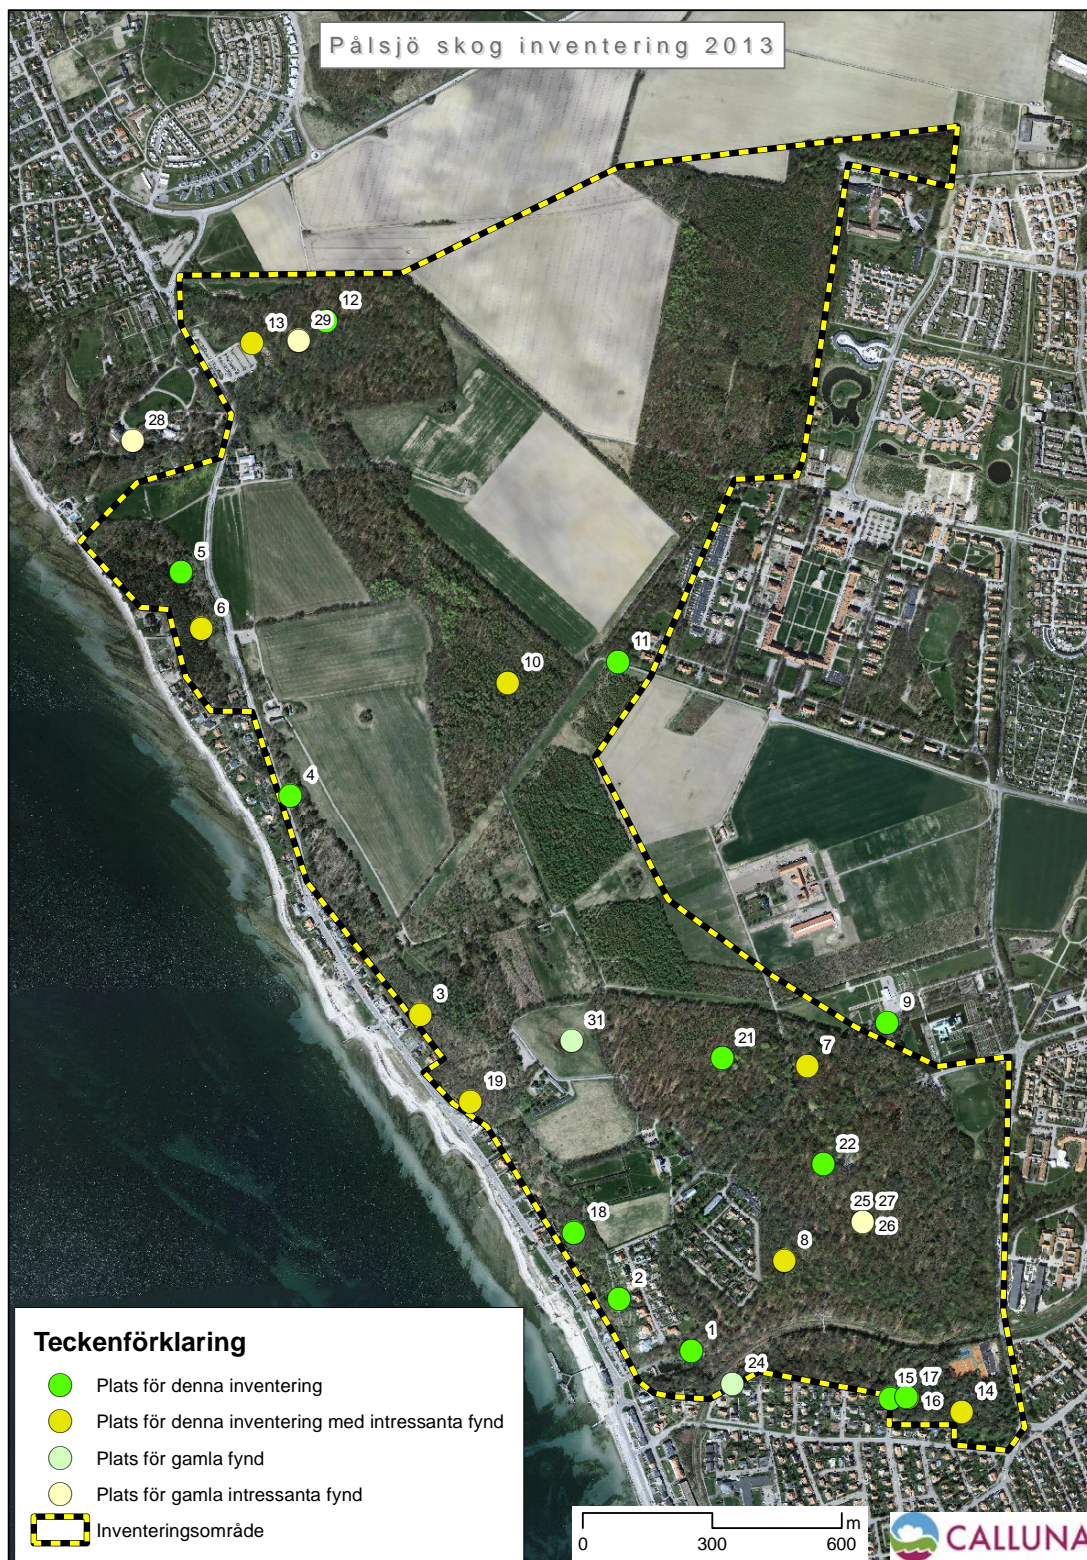 Pålsjö skog inventering 2013
12
29
13
28
5
6
11
10
4
3
9
31
21
7
19
22
25 27
26
18
8
2
1
24
15 17
16
14
Teckenförklaring
Plats för denna inventering
Plats för denna inventering med intressanta fynd
Plats för gamla fynd
Plats för gamla intressanta fynd
Inventeringsområde
m
0 300 600
CALLUNA